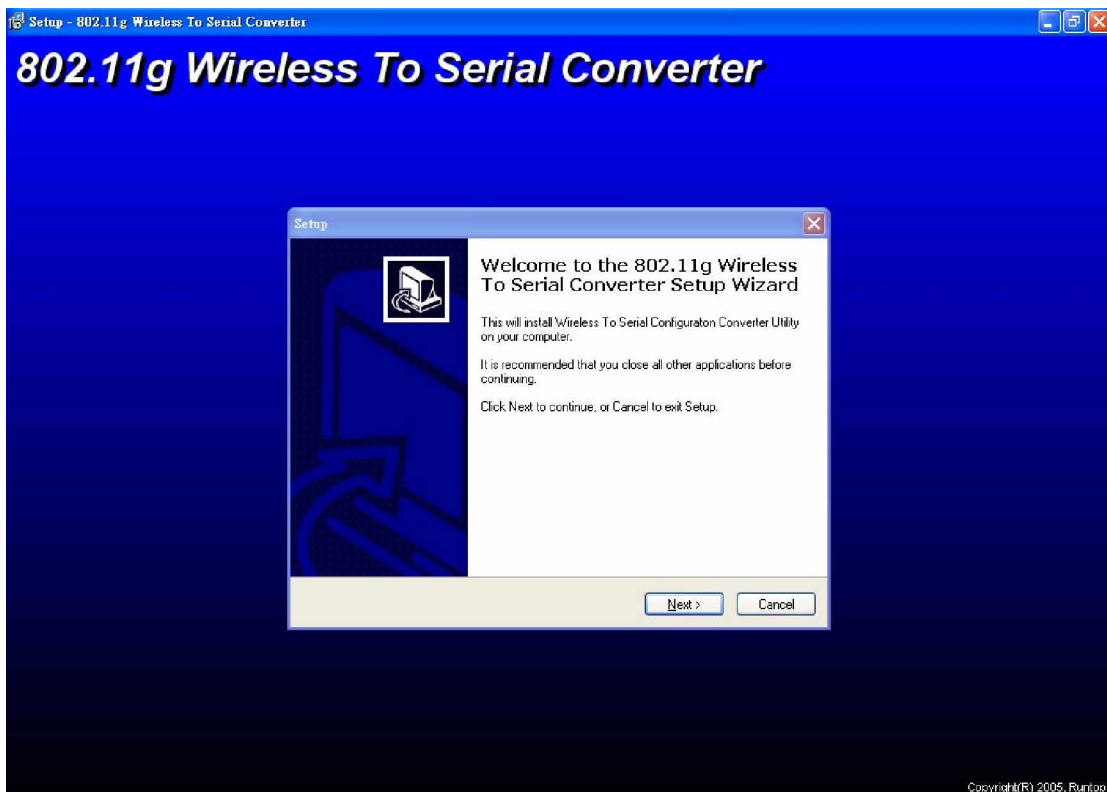 Setup - 802.11g Wireless To Serial Converter
802.11g Wireless To Serial Converter
Setup
Welcome to the 802.11g Wireless
To Serial Converter Setup Wizard
This will install Wireless To Serial Configuraton Converter Utility
on your computer.
It is recommended that you close all other applications before
continuing.
Click Next to continue, or Cancel to exit Setup.
Next >
Cancel
Copyright(R) 2005, Runtop